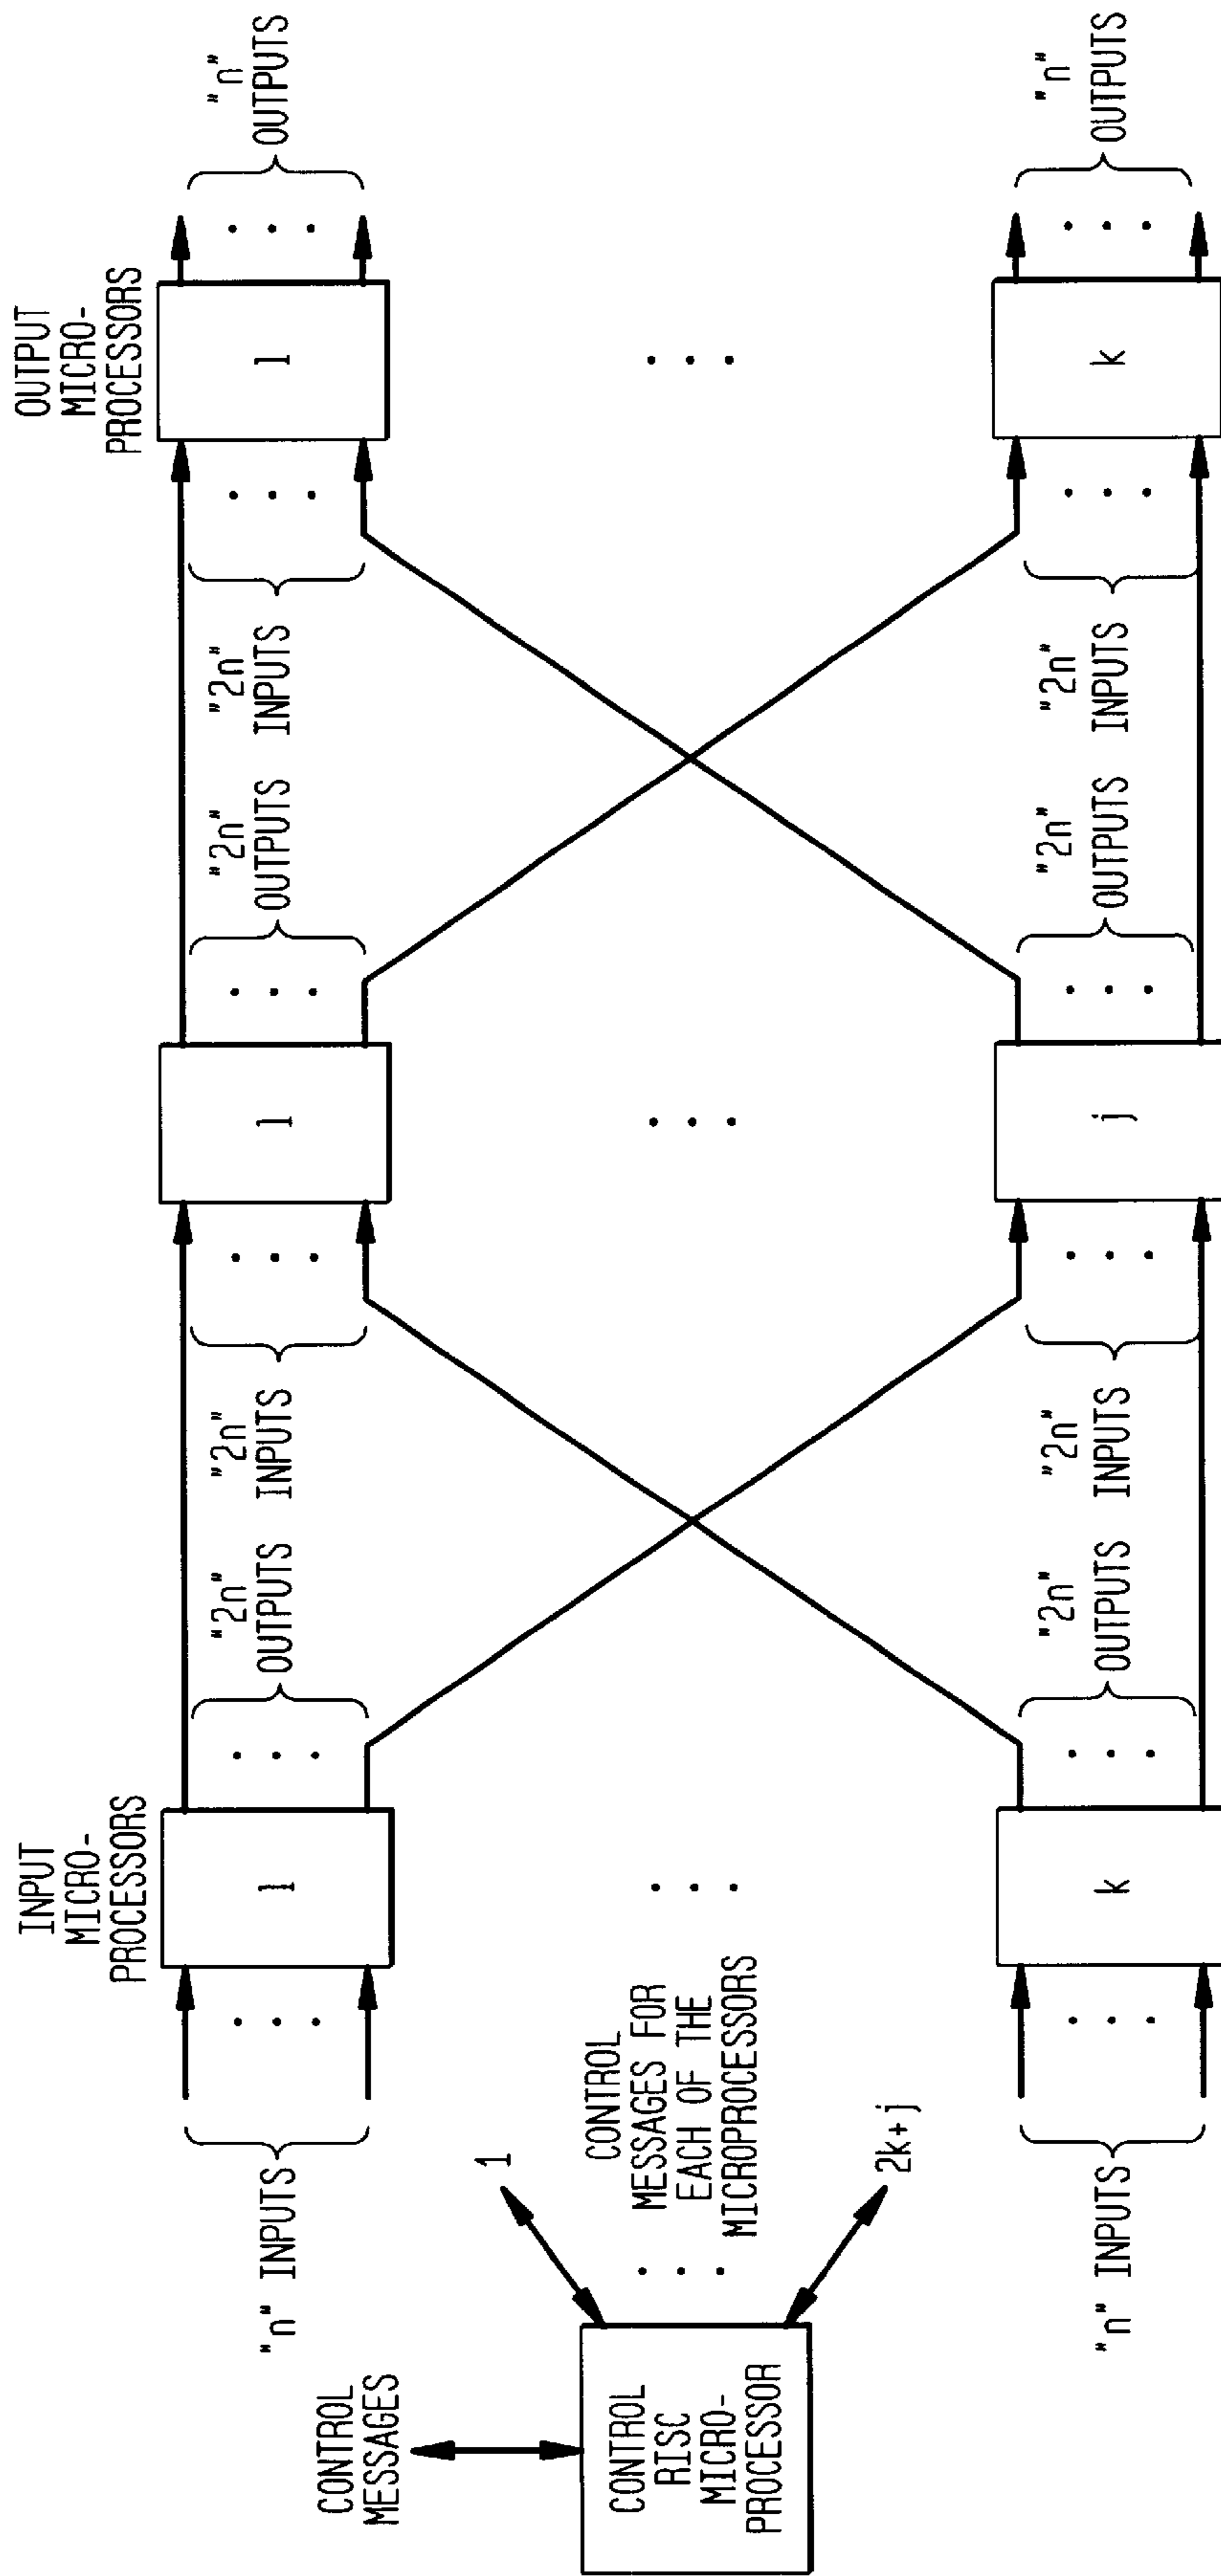 OUTPUT
MICRO-
PROCESSORS
INPUT
MICRO-
PROCESSORS
"n" INPUTS
1
"2n"
OUTPUTS
"2n"
INPUTS
1
"2n"
OUTPUTS
"2n"
INPUTS
1
"n"
OUTPUTS
CONTROL
MESSAGES
CONTROL
RISC
MICRO-
PROCESSOR
1
CONTROL
MESSAGES FOR
EACH OF THE
MICROPROCESSORS
2k+j
"n" INPUTS
k
"2n"
OUTPUTS
"2n"
INPUTS
j
"2n"
OUTPUTS
"2n"
INPUTS
k
"n"
OUTPUTS